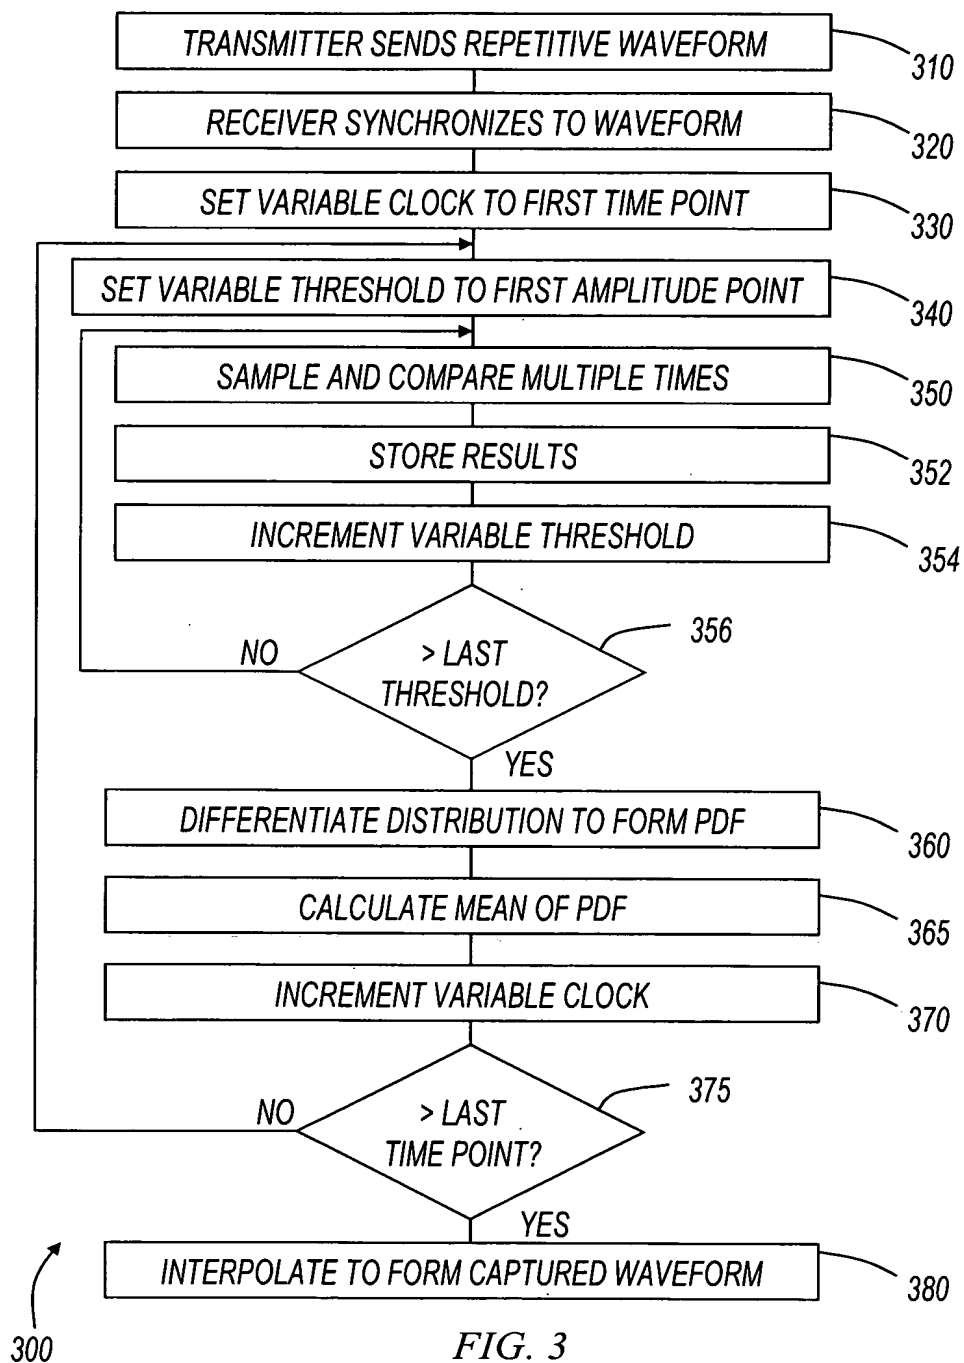 TRANSMITTER SENDS REPETITIVE WAVEFORM
310
RECEIVER SYNCHRONIZES TO WAVEFORM
320
SET VARIABLE CLOCK TO FIRST TIME POINT
330
SET VARIABLE THRESHOLD TO FIRST AMPLITUDE POINT
340
SAMPLE AND COMPARE MULTIPLE TIMES
350
STORE RESULTS
352
INCREMENT VARIABLE THRESHOLD
354
356
NO
> LAST
THRESHOLD?
YES
DIFFERENTIATE DISTRIBUTION TO FORM PDF
360
CALCULATE MEAN OF PDF
365
INCREMENT VARIABLE CLOCK
370
375
NO
> LAST
TIME POINT?
YES
INTERPOLATE TO FORM CAPTURED WAVEFORM
380
300
FIG. 3